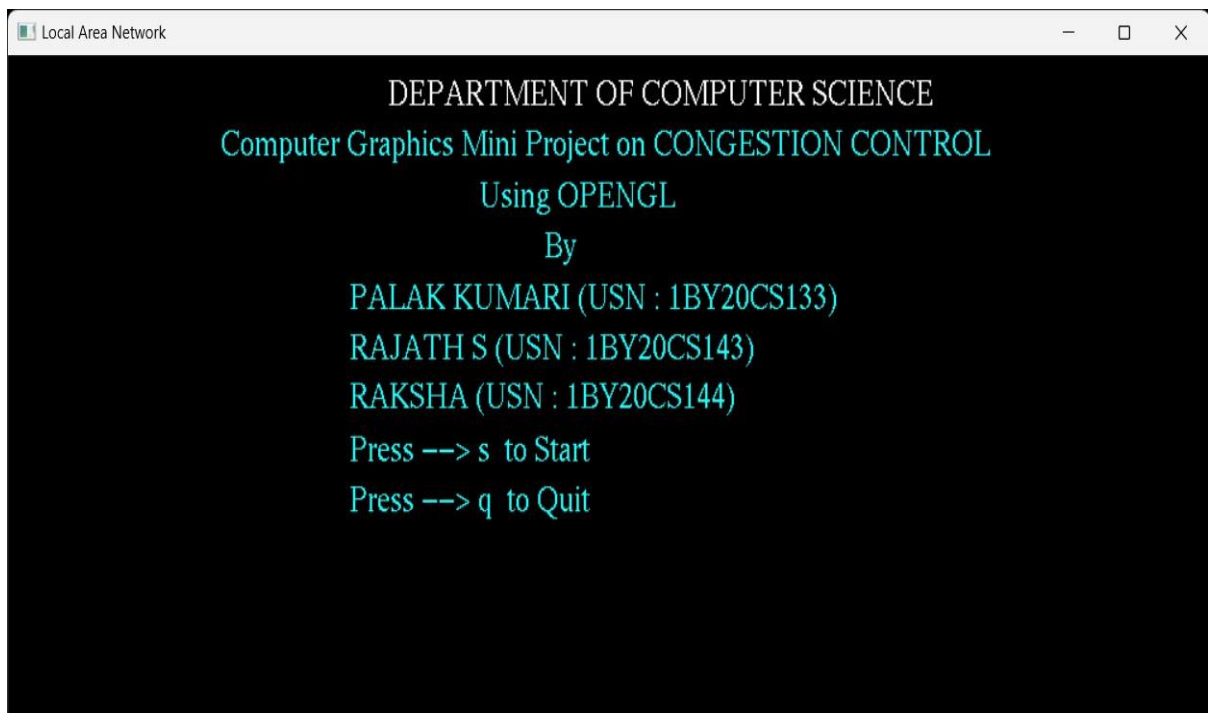 Local Area Network
DEPARTMENT OF COMPUTER SCIENCE
Computer Graphics Mini Project on CONGESTION CONTROL
Using OPENGL
By
PALAK KUMARI (USN : 1BY20CS133)
RAJATH S (USN : 1BY20CS143)
RAKSHA (USN : 1BY20CS144)
Press --> s  to Start
Press --> q  to Quit